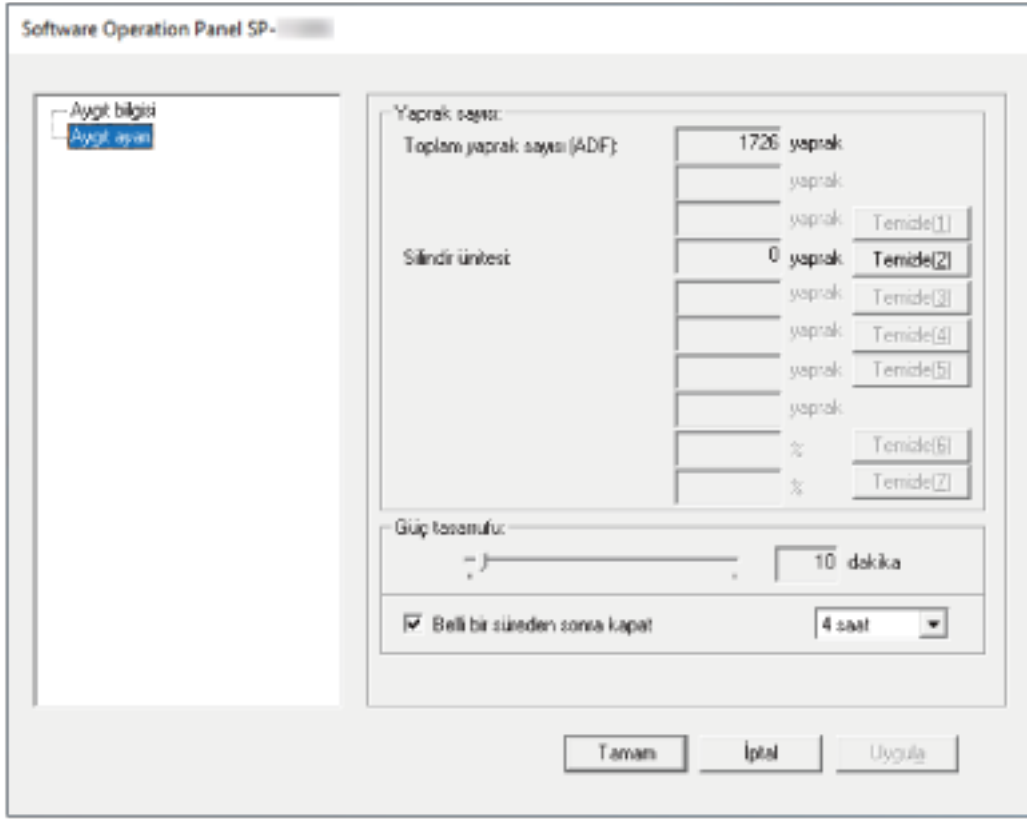 Software Operation Panel SP-
Aygıt bilgisi
Aygıt ayarı
Yaprak sayısı:
Toplam yaprak sayısı (ADF): 1726 yaprak
yaprak
yaprak Temizle(1)
Silindir ünitesi: 0 yaprak Temizle(2)
yaprak Temizle(3)
yaprak Temizle(4)
yaprak Temizle(5)
yaprak
% Temizle(6)
% Temizle(7)
Güç tasarrufu:
10 dakika
Belli bir süreden sonra kapat 4 saat
Tamam İptal Uygula